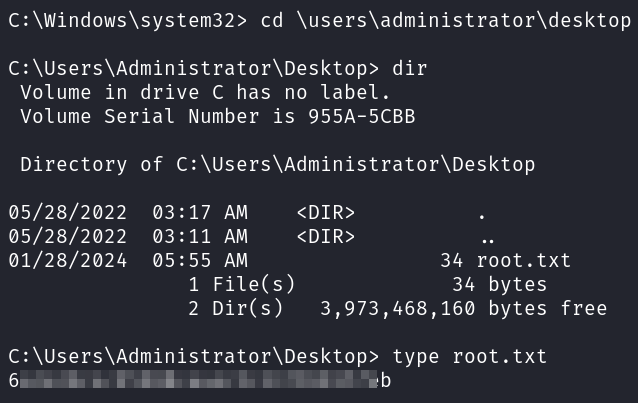 C:\Windows\system32> cd \users\administrator\desktop
C:\Users\Administrator\Desktop> dir
Volume in drive C has no label.
Volume Serial Number is 955A-5CBB
Directory of C:\Users\Administrator\Desktop
05/28/2022  03:17 AM    <DIR>          .
05/28/2022  03:11 AM    <DIR>          ..
01/28/2024  05:55 AM                34 root.txt
1 File(s)             34 bytes
2 Dir(s)   3,973,468,160 bytes free
C:\Users\Administrator\Desktop> type root.txt